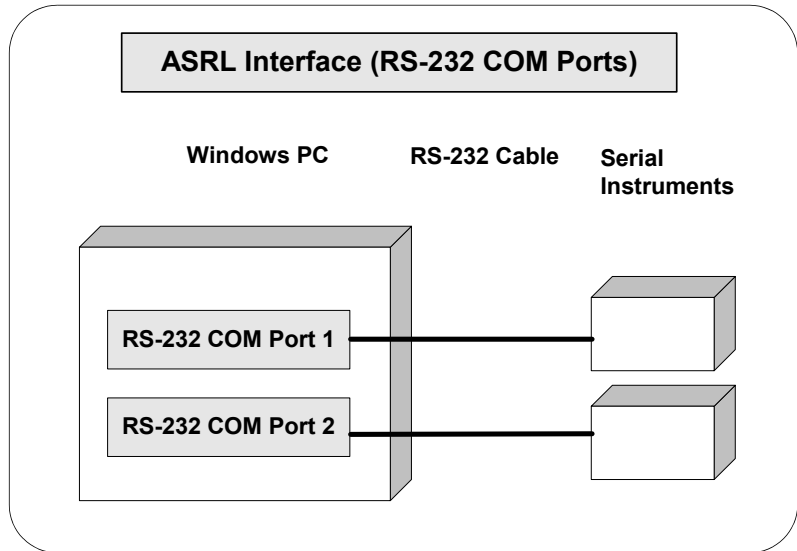 ASRL Interface (RS-232 COM Ports)
Windows PC
RS-232 Cable
Serial
Instruments
RS-232 COM Port 1
RS-232 COM Port 2